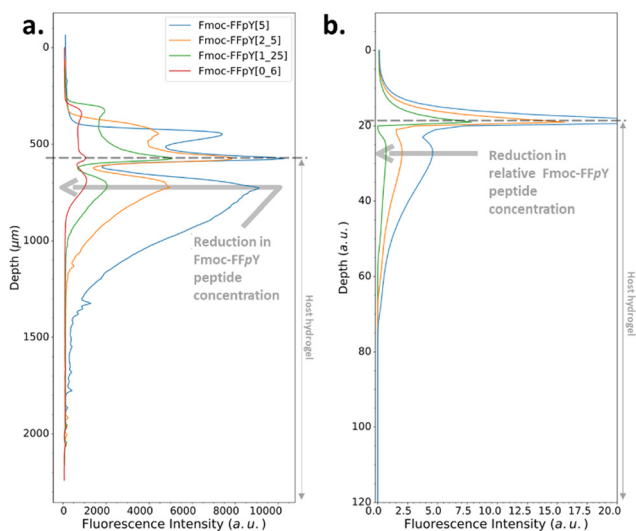 a.
Fmoc-FFpY[5]
Fmoc-FFpY[2_5]
Fmoc-FFpY[1_25]
Fmoc-FFpY[0_6]
0
500
1000
1500
2000
Depth (μm)
Reduction in
Fmoc-FFpY
peptide
concentration
Host hydrogel
0 2000 4000 6000 8000 10000
Fluorescence Intensity (a. u. )
b.
0
20
40
60
80
100
120
Depth (a. u. )
Reduction in
relative Fmoc-FFpY
peptide
concentration
Host hydrogel
0.0 2.5 5.0 7.5 10.0 12.5 15.0 17.5 20.0
Fluorescence Intensity (a. u. )